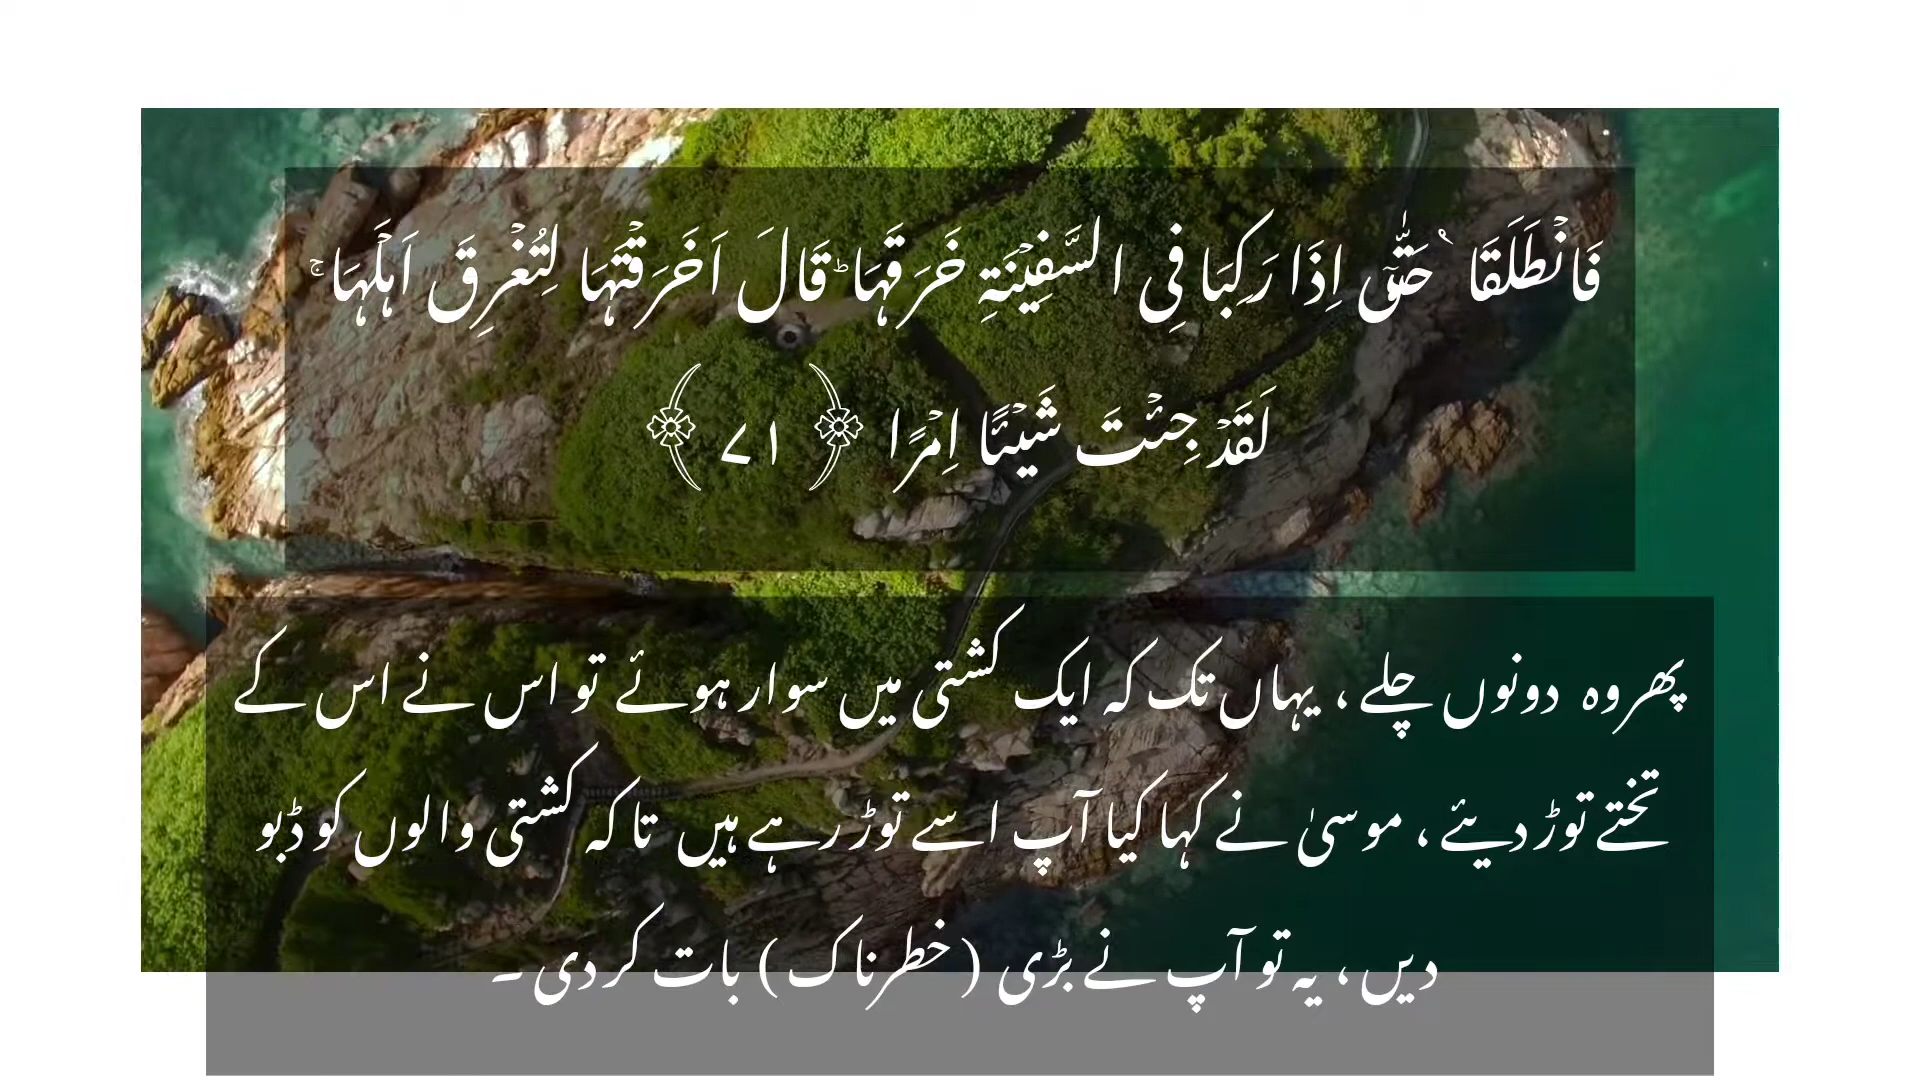 فَانْطَلَقَا ٝ حَتّٰۤی اِذَا رَکِبَا فِی السَّفِیۡنَۃِ خَرَقَہَا ؕ قَالَ اَخَرَقۡتَہَا لِتُغۡرِقَ اَہۡلَہَا ۚ
لَقَدۡ جِئۡتَ شَیۡئًا اِمۡرًا ﴿۷۱﴾
پھر وہ دونوں چلے ، یہاں تک کہ ایک کشتی میں سوار ہوئے تو اس نے اس کے
تختے توڑ دیئے ، موسیٰ نے کہا کیا آپ اسے توڑ رہے ہیں تا کہ کشتی والوں کو ڈبو
دیں ، یہ تو آپ نے بڑی ( خطرناک ) بات کر دی ۔